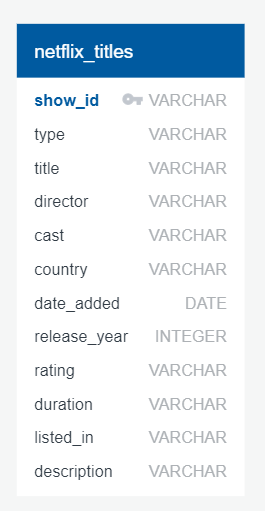 netflix_titles
show_id VARCHAR
type VARCHAR
title VARCHAR
director VARCHAR
cast VARCHAR
country VARCHAR
date_added DATE
release_year INTEGER
rating VARCHAR
duration VARCHAR
listed_in VARCHAR
description VARCHAR